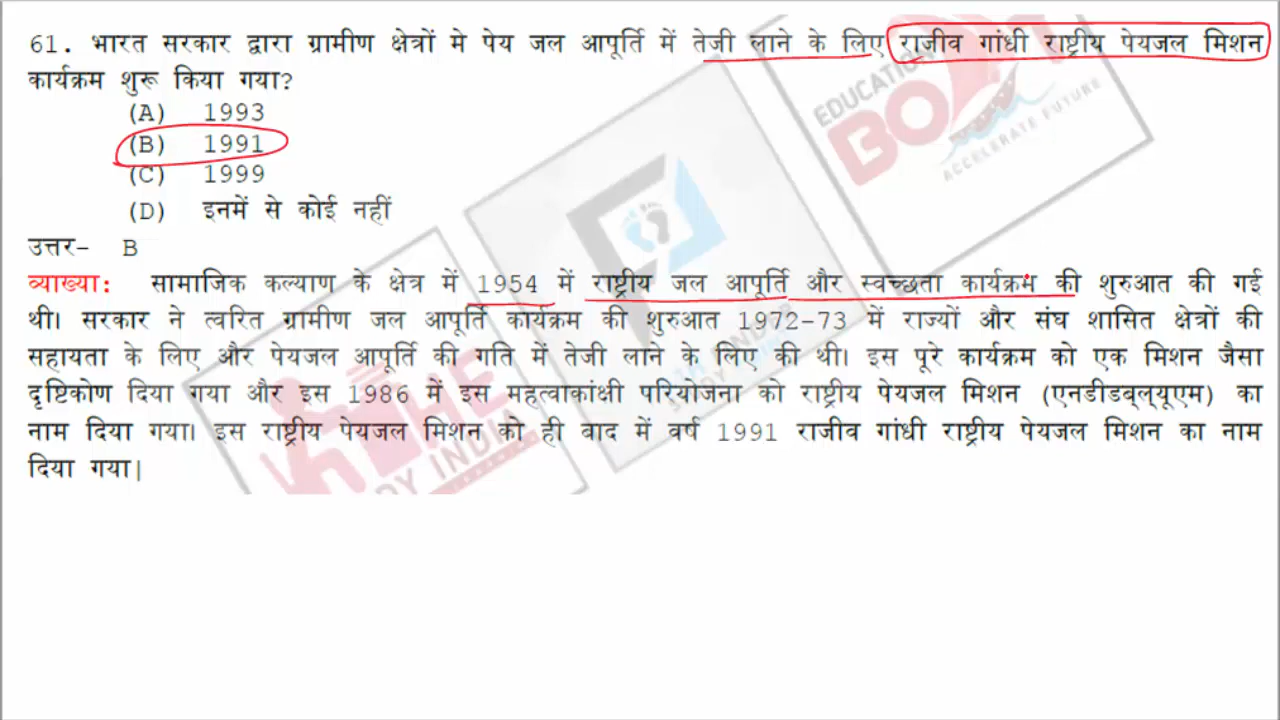 61. भारत सरकार द्वारा ग्रामीण क्षेत्रों मे पेय जल आपूर्ति में तेजी लाने के लिए राजीव गांधी राष्ट्रीय पेयजल मिशन
कार्यक्रम शुरू किया गया?
(A) 1993
(B) 1991
(C) 1999
(D) इनमें से कोई नहीं
उत्तर- B
व्याख्या: सामाजिक कल्याण के क्षेत्र में 1954 में राष्ट्रीय जल आपूर्ति और स्वच्छता कार्यक्रम की शुरुआत की गई
थी। सरकार ने त्वरित ग्रामीण जल आपूर्ति कार्यक्रम की शुरुआत 1972-73 में राज्यों और संघ शासित क्षेत्रों की
सहायता के लिए और पेयजल आपूर्ति की गति में तेजी लाने के लिए की थी। इस पूरे कार्यक्रम को एक मिशन जैसा
दृष्टिकोण दिया गया और इस 1986 में इस महत्वाकांक्षी परियोजना को राष्ट्रीय पेयजल मिशन (एनडीडब्ल्यूएम) का
नाम दिया गया। इस राष्ट्रीय पेयजल मिशन को ही बाद में वर्ष 1991 राजीव गांधी राष्ट्रीय पेयजल मिशन का नाम
दिया गया|
EDUCATION
ACCELERATE FUTURE